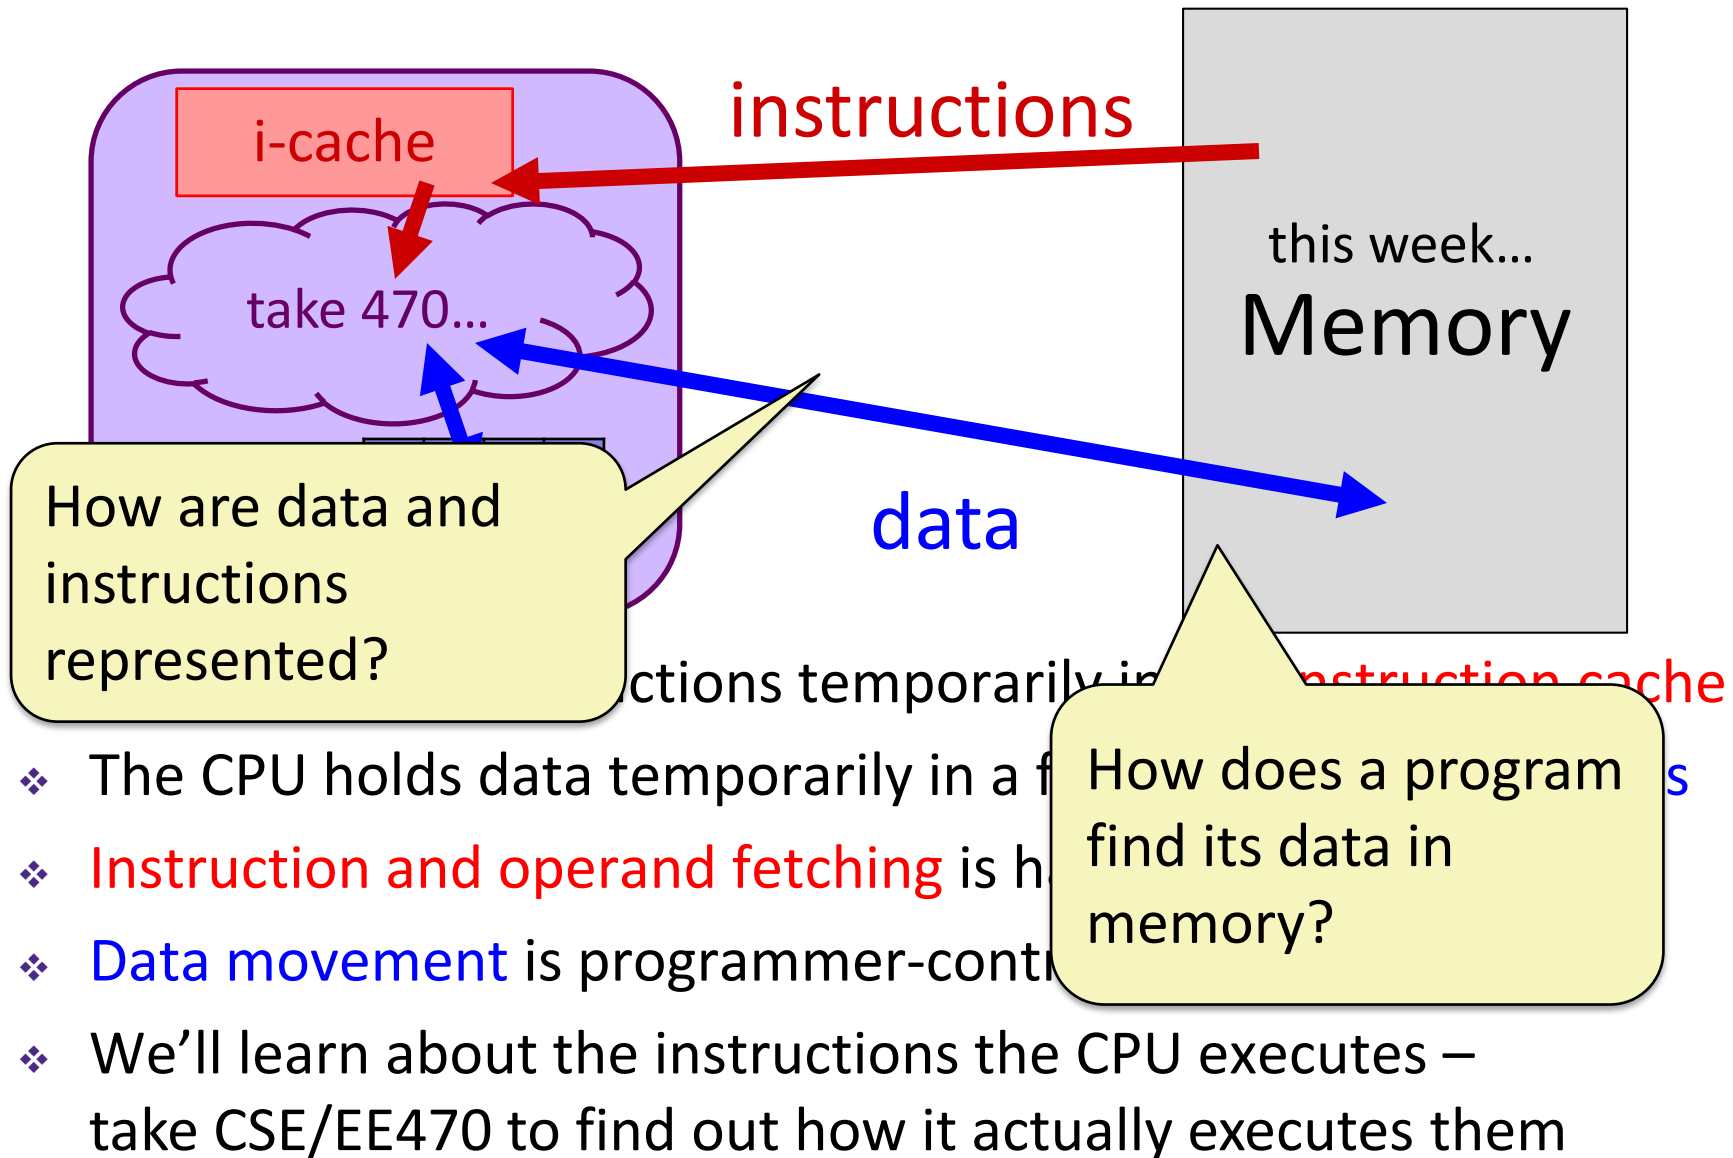 instructions
i-cache
this week…
Memory
take 470…
data
How are data and
instructions
represented?
ctions temporarily in
instruction cache
The CPU holds data temporarily in a f
s
How does a program
find its data in
memory?
Instruction and operand fetching is h
Data movement is programmer-cont
We’ll learn about the instructions the CPU executes –
take CSE/EE470 to find out how it actually executes them